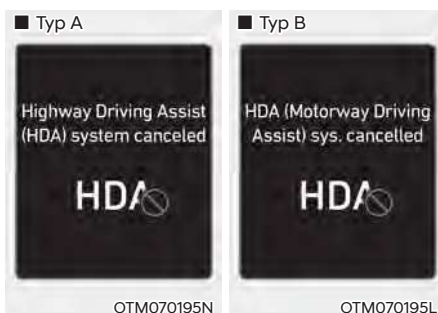 ■ Typ A
Highway Driving Assist
(HDA) system canceled
HDA
OTM070195N
■ Typ B
HDA (Motorway Driving
Assist) sys. cancelled
HDA
OTM070195L